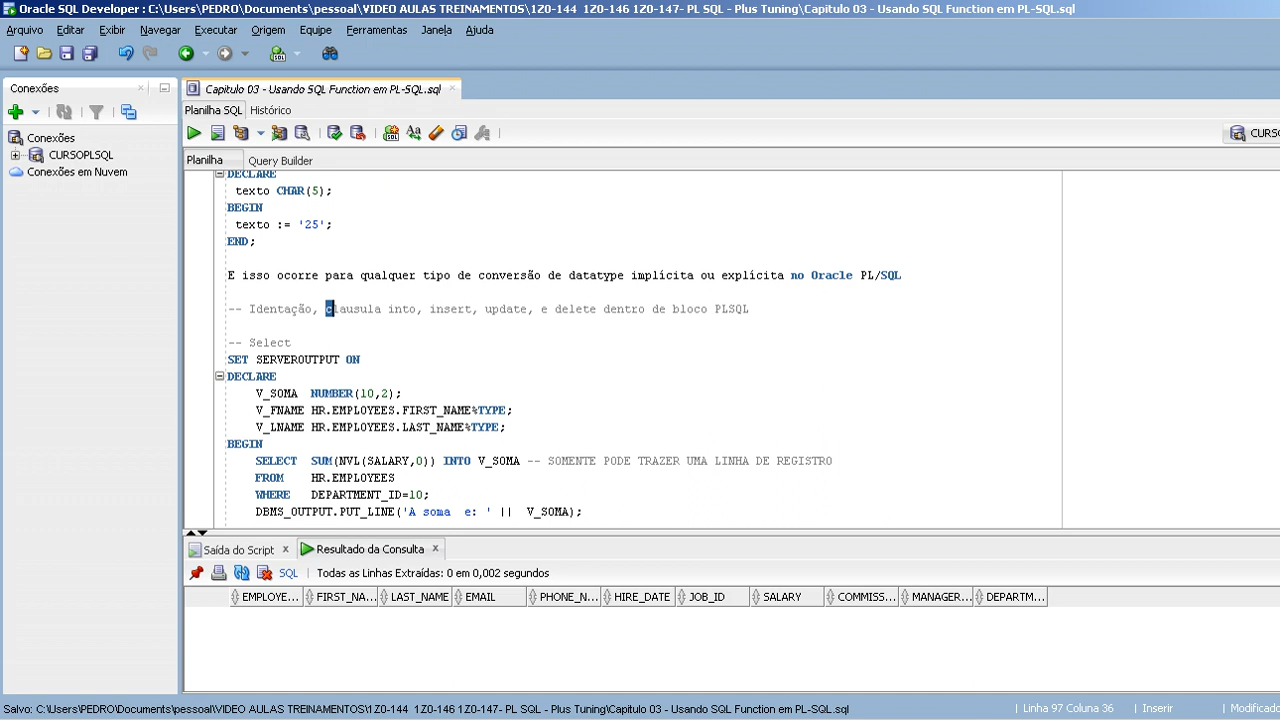 Oracle SQL Developer : C:\Users\PEDRO\Documents\pessoal\VIDEO AULAS TREINAMENTOS\1Z0-144 1Z0-146 1Z0-147- PL SQL - Plus Tuning\Capitulo 03 - Usando SQL Function em PL-SQL.sql
Arquivo Editar Exibir Navegar Executar Origem Equipe Ferramentas Janela Ajuda
Conexões
Capitulo 03 - Usando SQL Function em PL-SQL.sql
Planilha SQL Histórico
Conexões
CURSOPLSQL
Conexões em Nuvem
CURSO
Planilha Query Builder
DECLARE
texto CHAR(5);
BEGIN
texto := '25';
END;
E isso ocorre para qualquer tipo de conversão de datatype implícita ou explícita no Oracle PL/SQL
-- Identação, clausula into, insert, update, e delete dentro de bloco PLSQL
-- Select
SET SERVEROUTPUT ON
DECLARE
V_SOMA NUMBER(10,2);
V_FNAME HR.EMPLOYEES.FIRST_NAME%TYPE;
V_LNAME HR.EMPLOYEES.LAST_NAME%TYPE;
BEGIN
SELECT SUM(NVL(SALARY,0)) INTO V_SOMA -- SOMENTE PODE TRAZER UMA LINHA DE REGISTRO
FROM HR.EMPLOYEES
WHERE DEPARTMENT_ID=10;
DBMS_OUTPUT.PUT_LINE('A soma e: ' || V_SOMA);
Saída do Script Resultado da Consulta
SQL Todas as Linhas Extraídas: 0 em 0,002 segundos
EMPLOYE... FIRST_NA... LAST_NAME EMAIL PHONE_N... HIRE_DATE JOB_ID SALARY COMMISS... MANAGER... DEPARTM...
Salvo: C:\Users\PEDRO\Documents\pessoal\VIDEO AULAS TREINAMENTOS\1Z0-144 1Z0-146 1Z0-147- PL SQL - Plus Tuning\Capitulo 03 - Usando SQL Function em PL-SQL.sql Linha 97 Coluna 36 Inserir Modificado